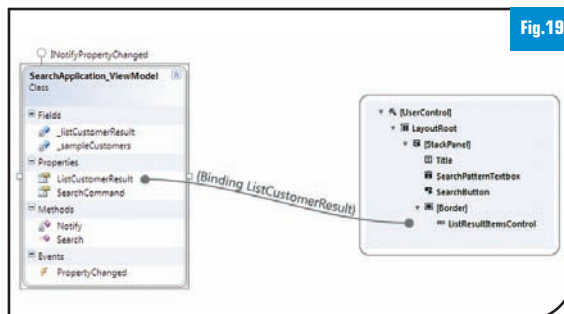 Fig.19
INotifyPropertyChanged
SearchApplication_ViewModel
Class
Fields
_listCustomerResult
_sampleCustomers
Properties
ListCustomerResult
SearchCommand
Methods
Notify
Search
Events
PropertyChanged
{Binding ListCustomerResult}
[UserControl]
LayoutRoot
[StackPanel]
Title
SearchPatternTextbox
SearchButton
[Border]
ListResultItemsControl